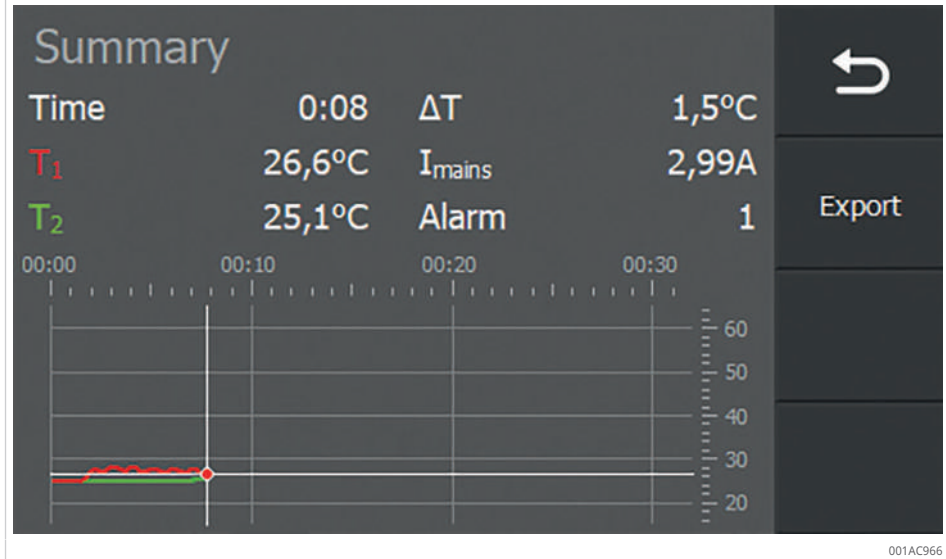 Summary
Time 0:08 ΔT 1,5°C
T₁ 26,6°C Imains 2,99A
T₂ 25,1°C Alarm 1
Export
00:00 00:10 00:20 00:30
60
50
40
30
20
001AC966